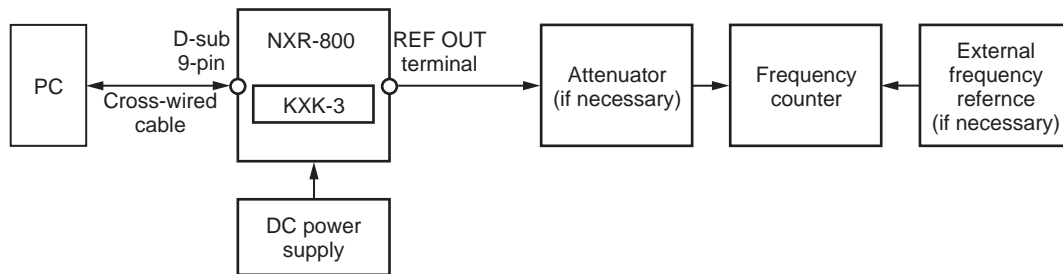 PC
D-sub
9-pin
Cross-wired
cable
NXR-800
KXK-3
REF OUT
terminal
DC power
supply
Attenuator
(if necessary)
Frequency
counter
External
frequency
refernce
(if necessary)